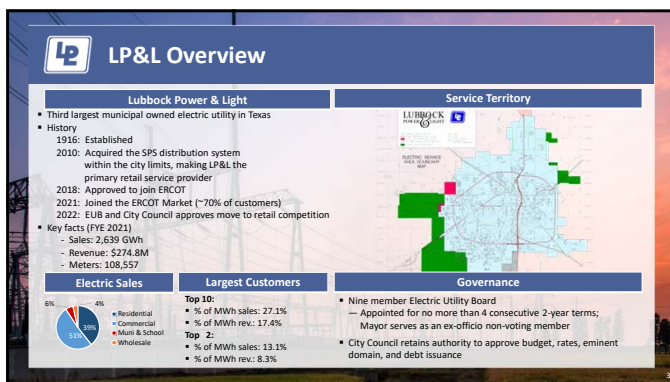 LP&L Overview
Lubbock Power & Light
▪ Third largest municipal owned electric utility in Texas
▪ History
1916: Established
2010: Acquired the SPS distribution system
within the city limits, making LP&L the
primary retail service provider
2018: Approved to join ERCOT
2021: Joined the ERCOT Market (~70% of customers)
2022: EUB and City Council approves move to retail competition
▪ Key facts (FYE 2021)
- Sales: 2,639 GWh
- Revenue: $274.8M
- Meters: 108,557
Service Territory
LUBBOCK
POWER & LIGHT
ELECTRIC SERVICE
AREA BOUNDARY
MAP
Electric Sales
6%
4%
39%
51%
Residential
Commercial
Muni & School
Wholesale
Largest Customers
Top 10:
▪ % of MWh sales: 27.1%
▪ % of MWh rev.: 17.4%
Top 2:
▪ % of MWh sales: 13.1%
▪ % of MWh rev.: 8.3%
Governance
▪ Nine member Electric Utility Board
— Appointed for no more than 4 consecutive 2-year terms;
Mayor serves as an ex-officio non-voting member
▪ City Council retains authority to approve budget, rates, eminent
domain, and debt issuance